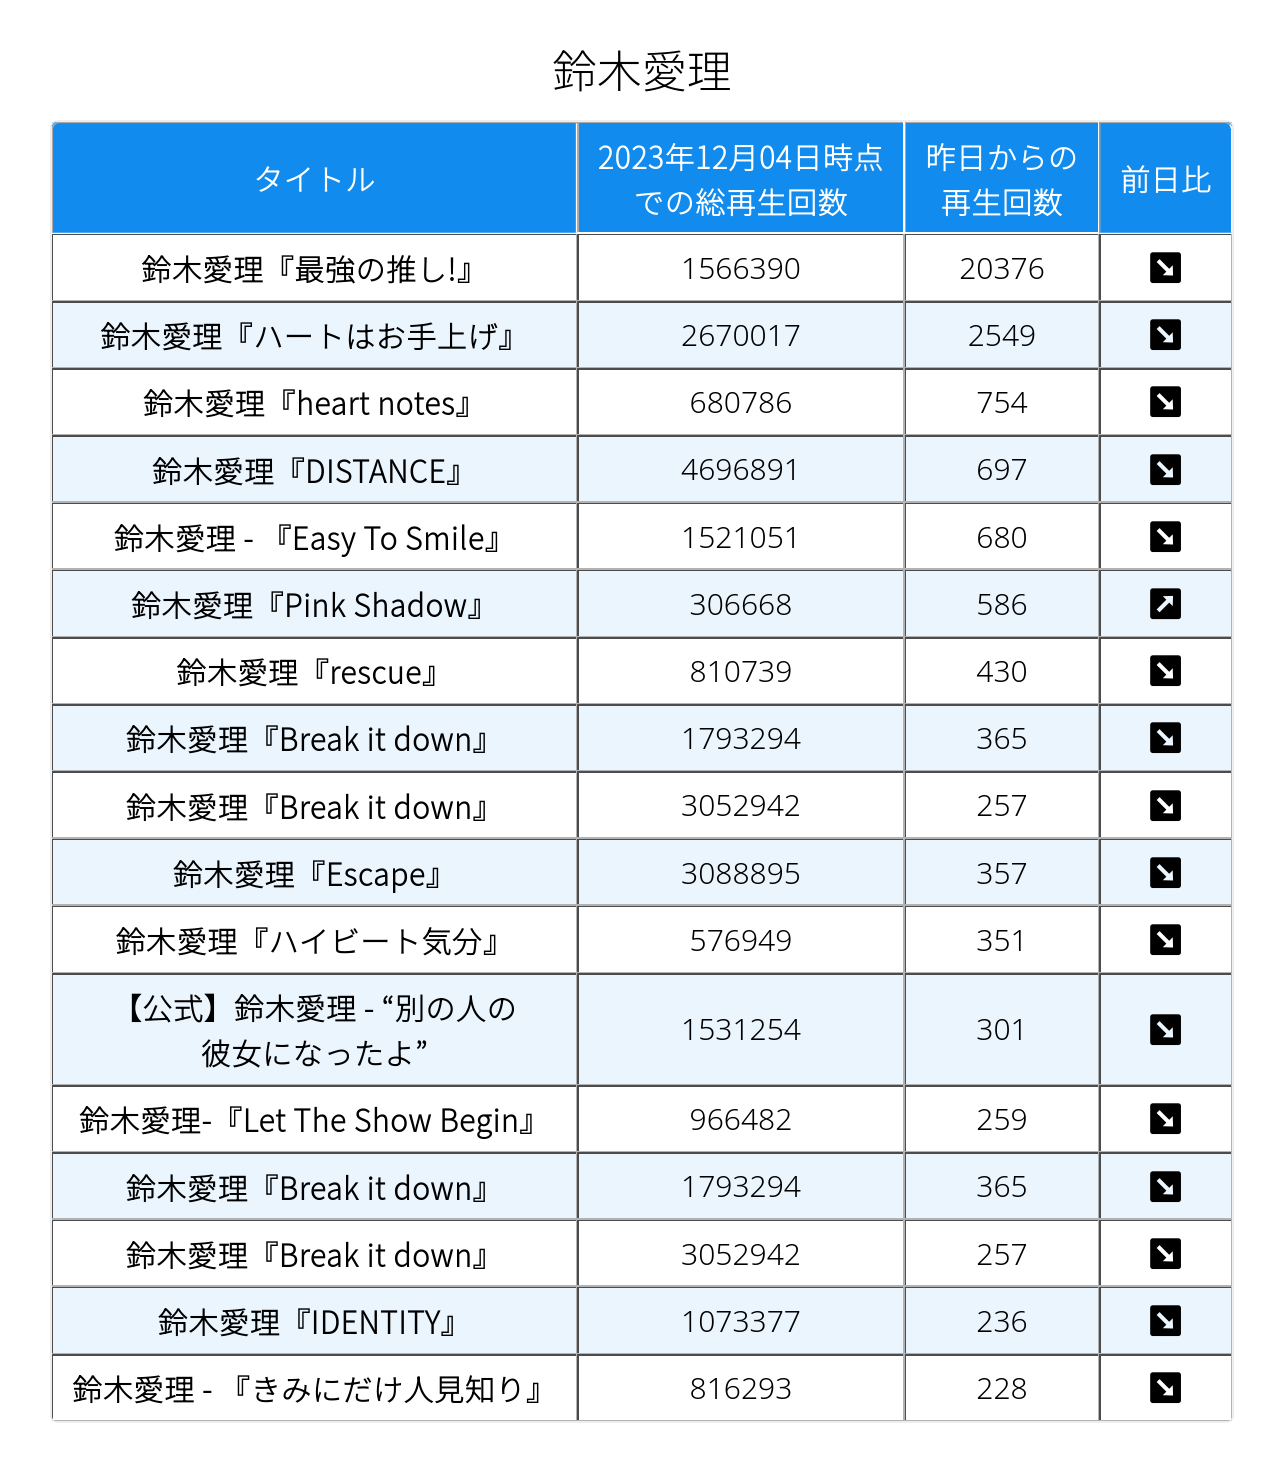 鈴木愛理
タイトル 2023年12月04日時点 昨日からの 前日比
での総再生回数 再生回数
鈴木愛理『最強の推し!』 1566390 20376
鈴木愛理『ハートはお手上げ』 2670017 2549
鈴木愛理『heart notes』 680786 754
鈴木愛理『DISTANCE』 4696891 697
鈴木愛理 - 『Easy To Smile』 1521051 680
鈴木愛理『Pink Shadow』 306668 586
鈴木愛理『rescue』 810739 430
鈴木愛理『Break it down』 1793294 365
鈴木愛理『Break it down』 3052942 257
鈴木愛理『Escape』 3088895 357
鈴木愛理『ハイビート気分』 576949 351
【公式】鈴木愛理 - “別の人の
彼女になったよ” 1531254 301
鈴木愛理-『Let The Show Begin』 966482 259
鈴木愛理『Break it down』 1793294 365
鈴木愛理『Break it down』 3052942 257
鈴木愛理『IDENTITY』 1073377 236
鈴木愛理 - 『きみにだけ人見知り』 816293 228